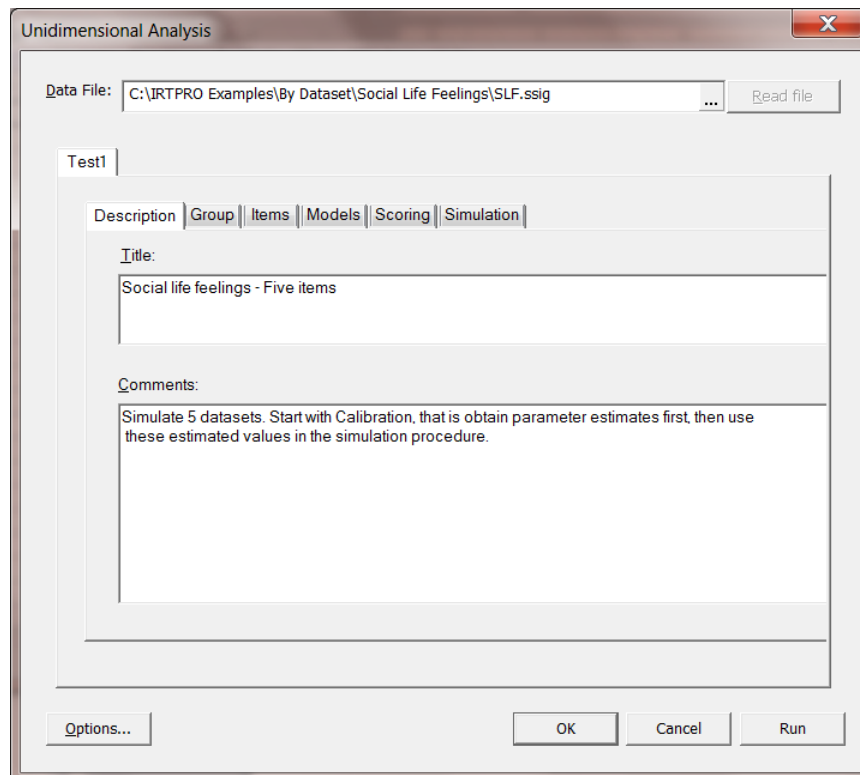 Unidimensional Analysis
X
Data File: C:\IRTPRO Examples\By Dataset\Social Life Feelings\SLF.ssig ... Read file
Test1
Description Group Items Models Scoring Simulation
Title:
Social life feelings - Five items
Comments:
Simulate 5 datasets. Start with Calibration, that is obtain parameter estimates first, then use
these estimated values in the simulation procedure.
Options... OK Cancel Run